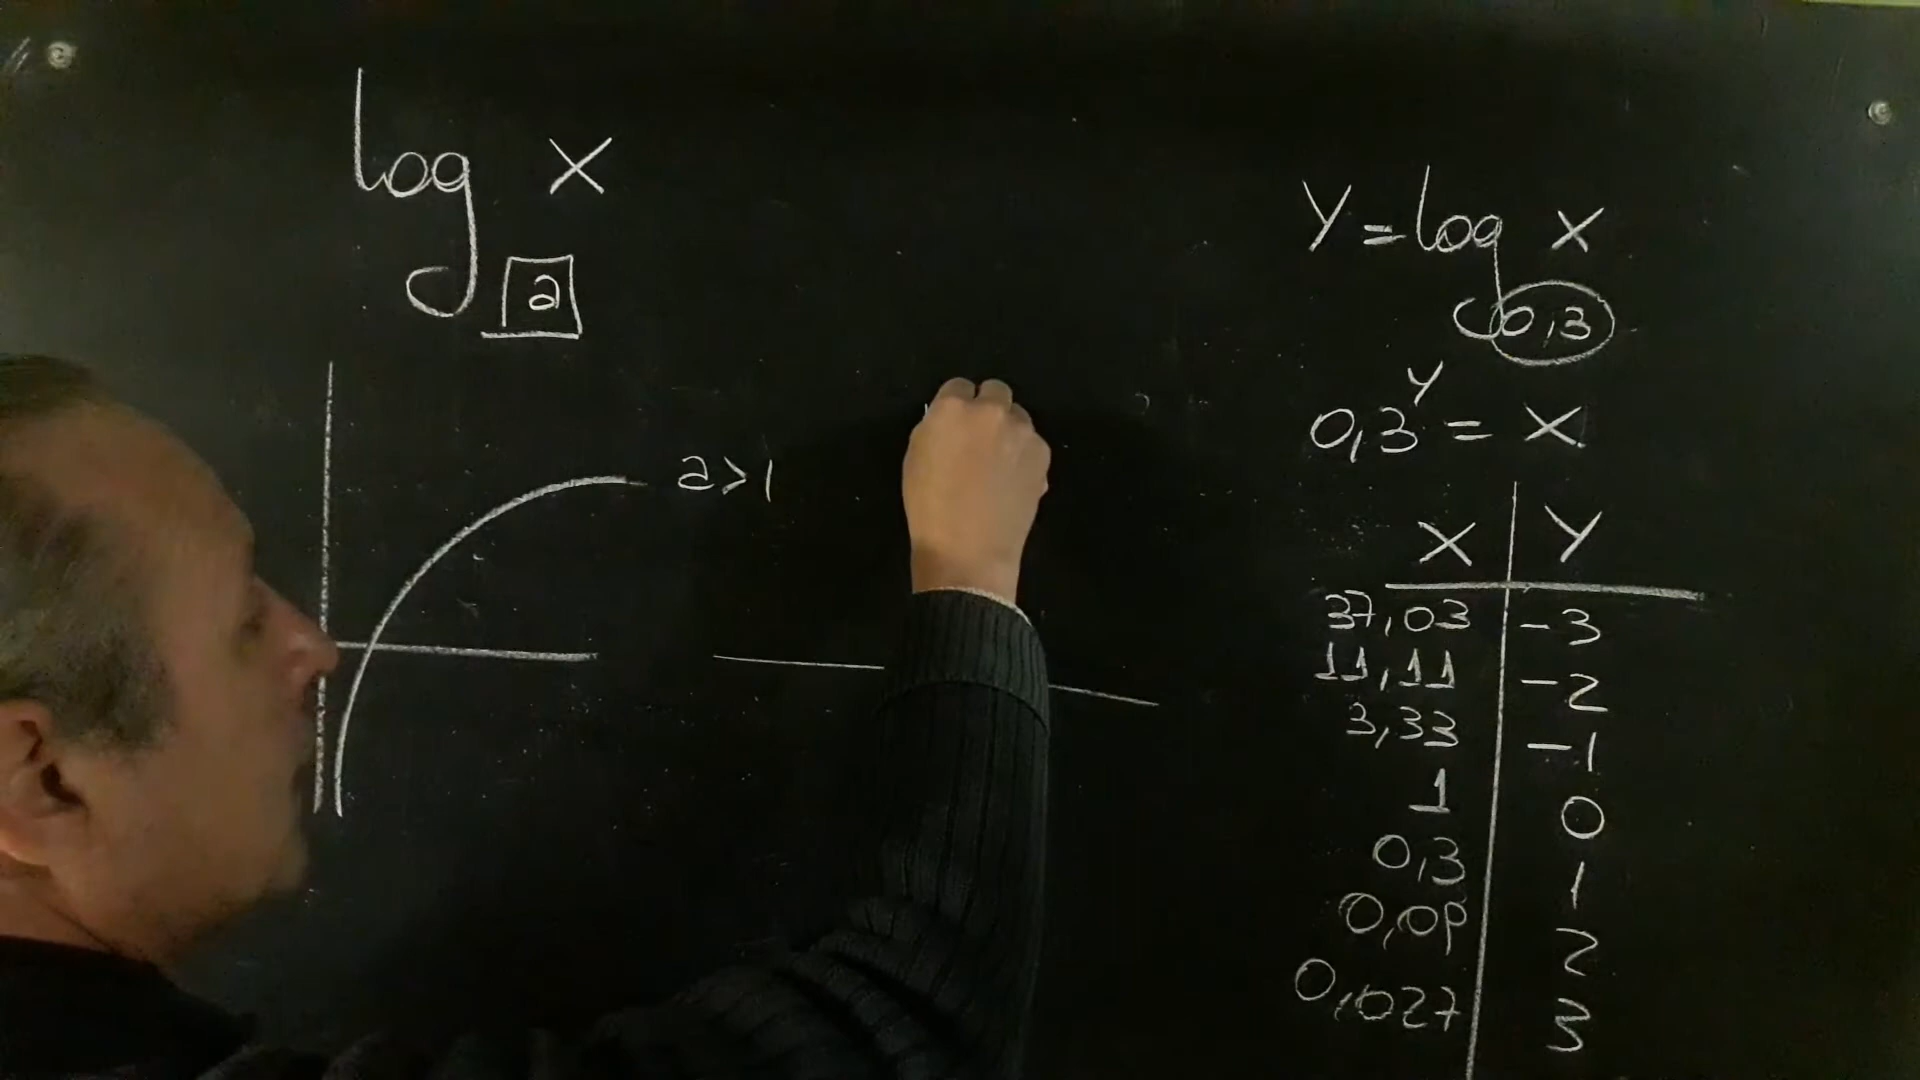 log x
a
a>1
Y = log x
0,3
0,3^Y = X
X Y
37,03 -3
11,11 -2
3,33 -1
1 0
0,3 1
0,09 2
0,027 3